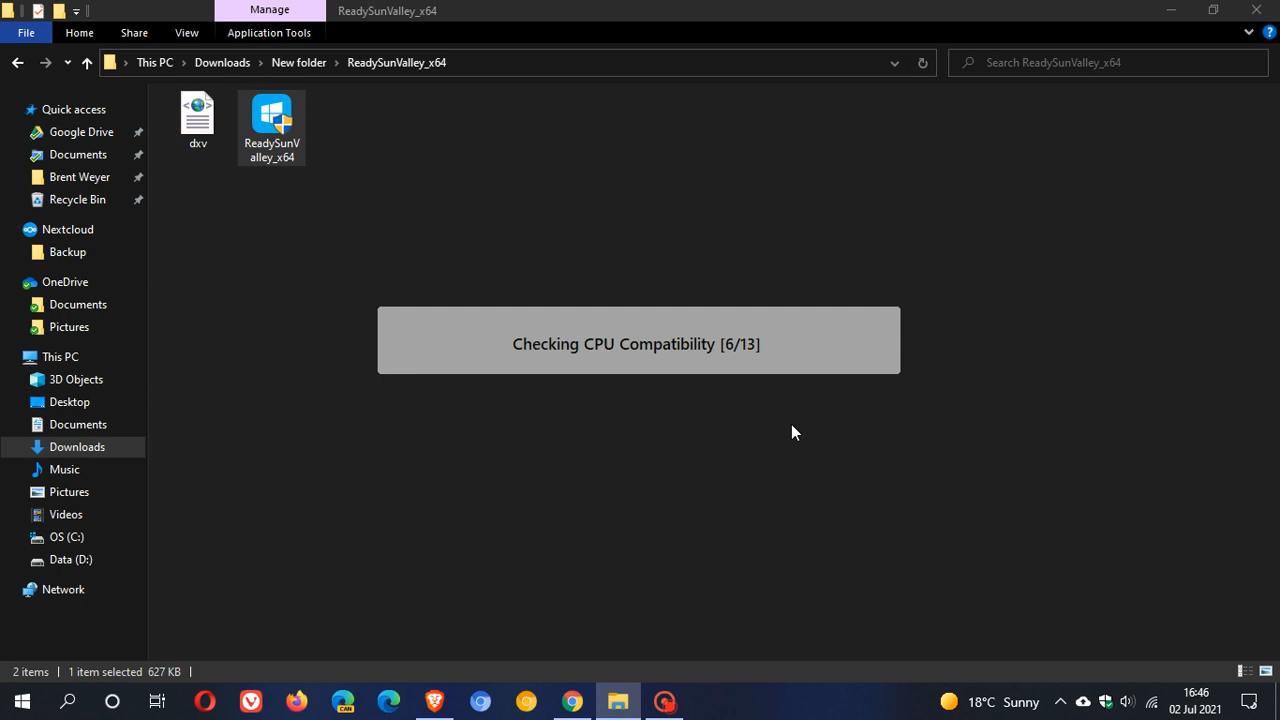 Manage
ReadySunValley_x64
File
Home
Share
View
Application Tools
This PC
Downloads
New folder
ReadySunValley_x64
Search ReadySunValley_x64
Quick access
Google Drive
Documents
Brent Weyer
Recycle Bin
Nextcloud
Backup
OneDrive
Documents
Pictures
This PC
3D Objects
Desktop
Documents
Downloads
Music
Pictures
Videos
OS (C:)
Data (D:)
Network
dxv
ReadySunV
alley_x64
Checking CPU Compatibility [6/13]
2 items
1 item selected 627 KB
CAN
18°C Sunny
16:46
02 Jul 2021